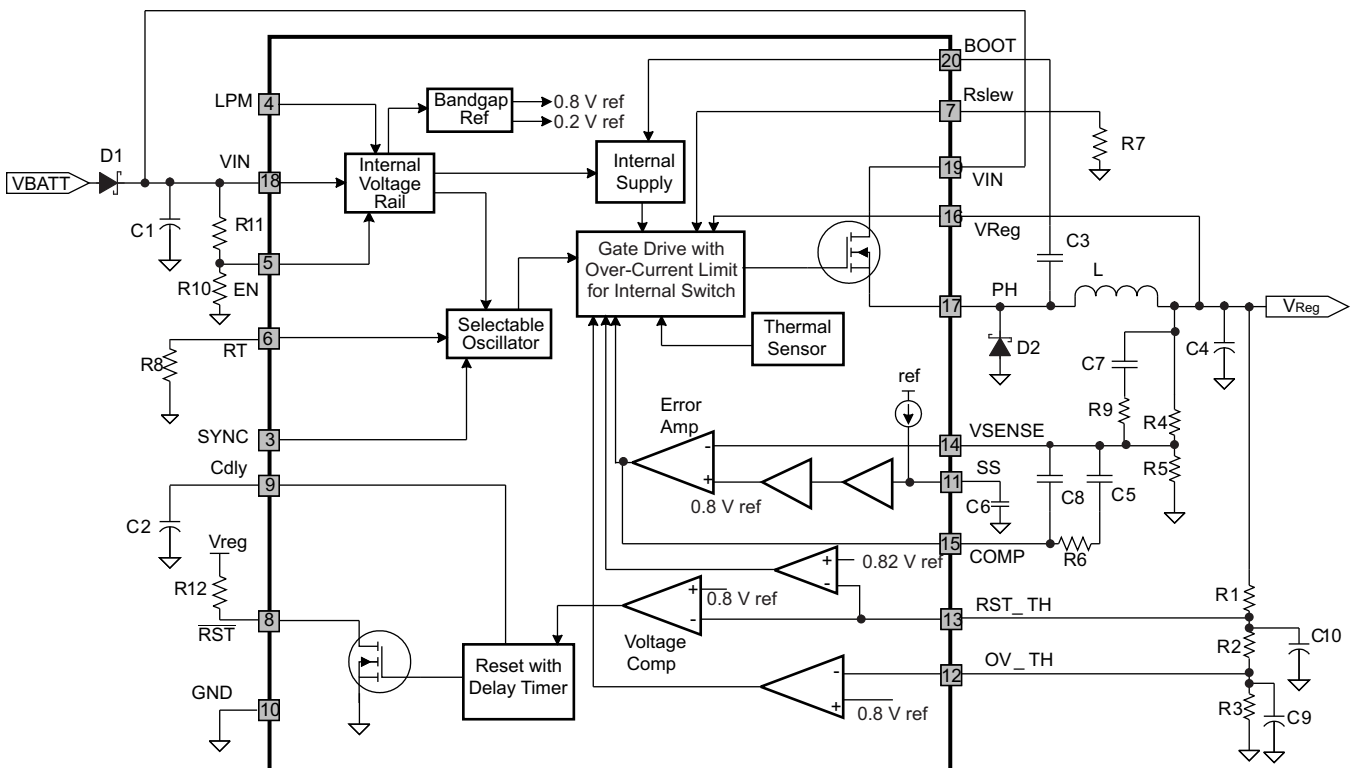 BOOT
20
LPM
4
Bandgap
Ref
0.8 V ref
0.2 V ref
7
Rslew
R7
D1
VBATT
VIN
18
Internal
Voltage
Rail
Internal
Supply
19
VIN
16
VReg
C1
R11
5
EN
R10
Gate Drive with
Over-Current Limit
for Internal Switch
C3
L
17
PH
VReg
D2
C4
6
RT
R8
Selectable
Oscillator
Thermal
Sensor
C7
R9
R4
ref
SYNC
3
Error
Amp
-
+
0.8 V ref
14
VSENSE
R5
11
SS
C6
C8
C5
Cdly
9
C2
15
COMP
R6
Vreg
R12
8
RST
+
-
0.82 V ref
+
-
0.8 V ref
Voltage
Comp
13
RST_TH
R1
C10
R2
Reset with
Delay Timer
-
+
0.8 V ref
12
OV_TH
R3
C9
GND
10